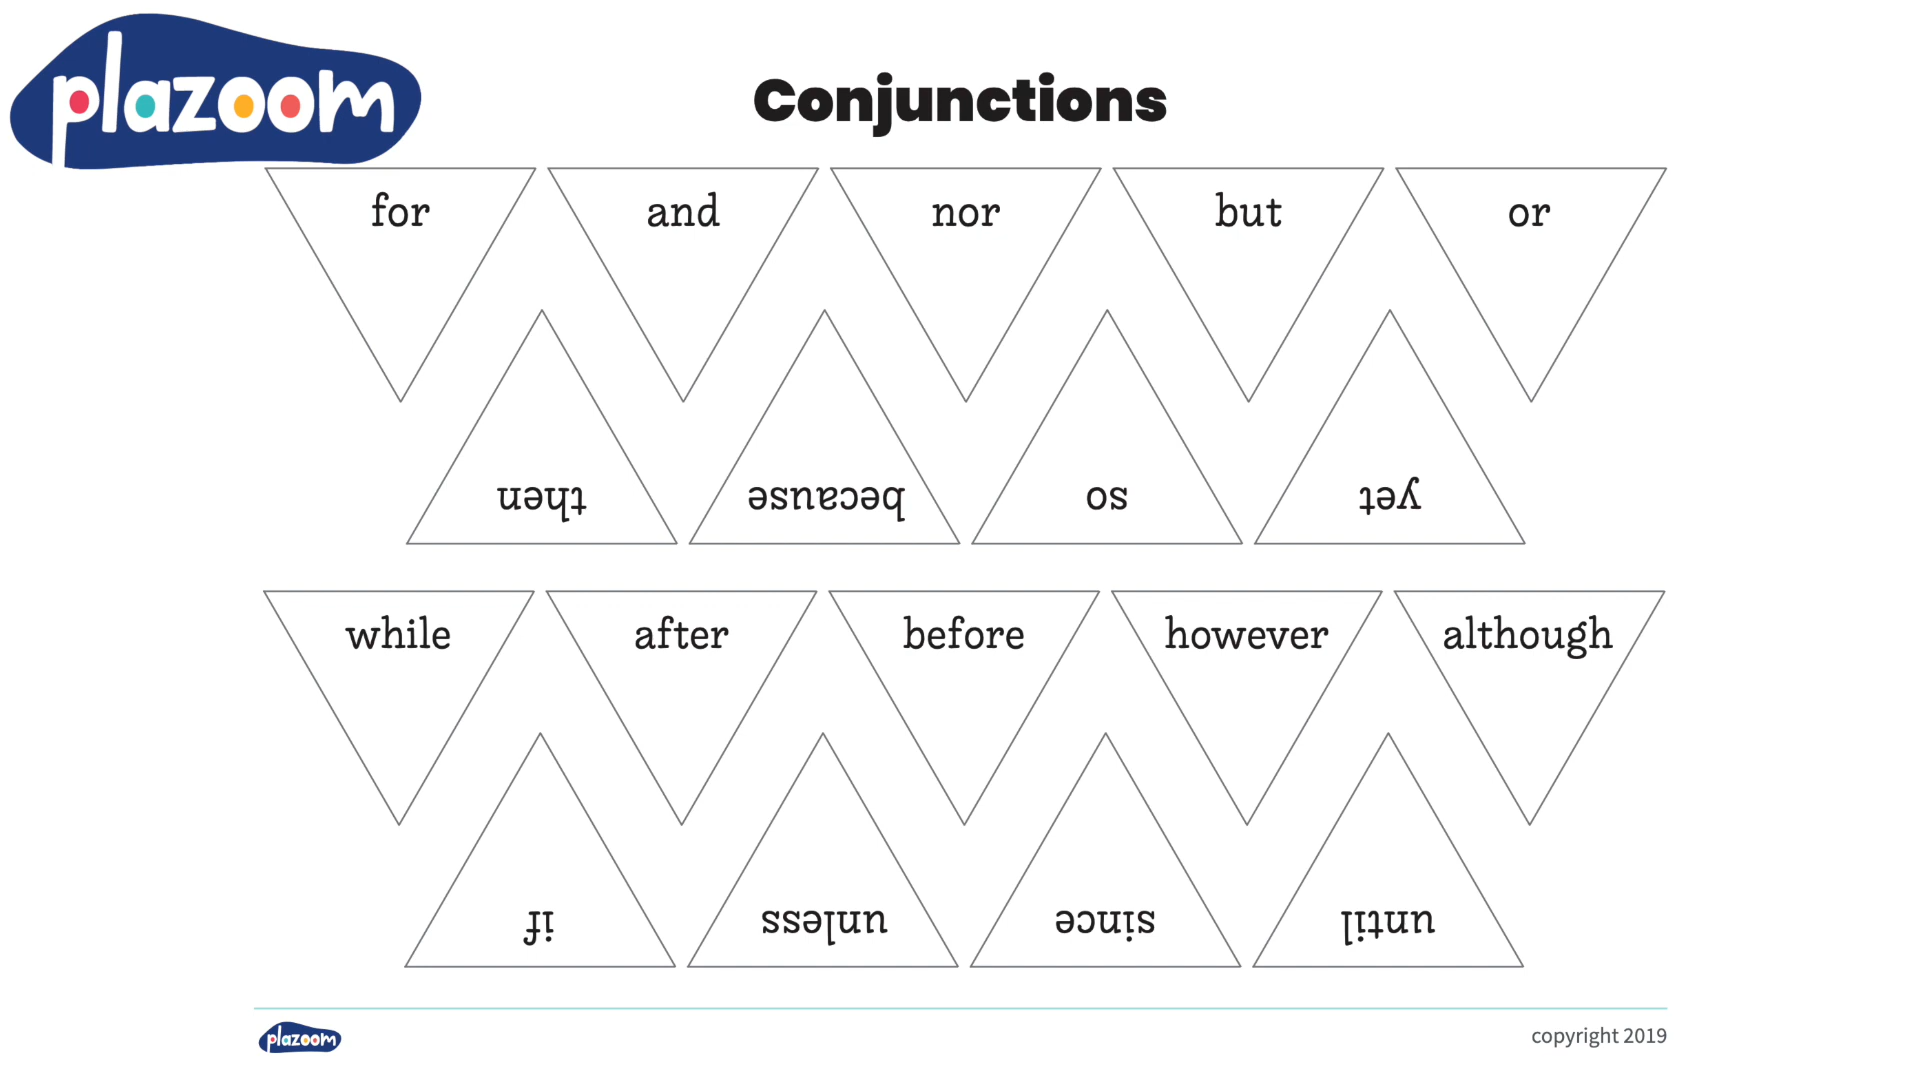 plazoom
Conjunctions
for and nor but or
then because so yet
while after before however although
if unless since until
plazoom
copyright 2019